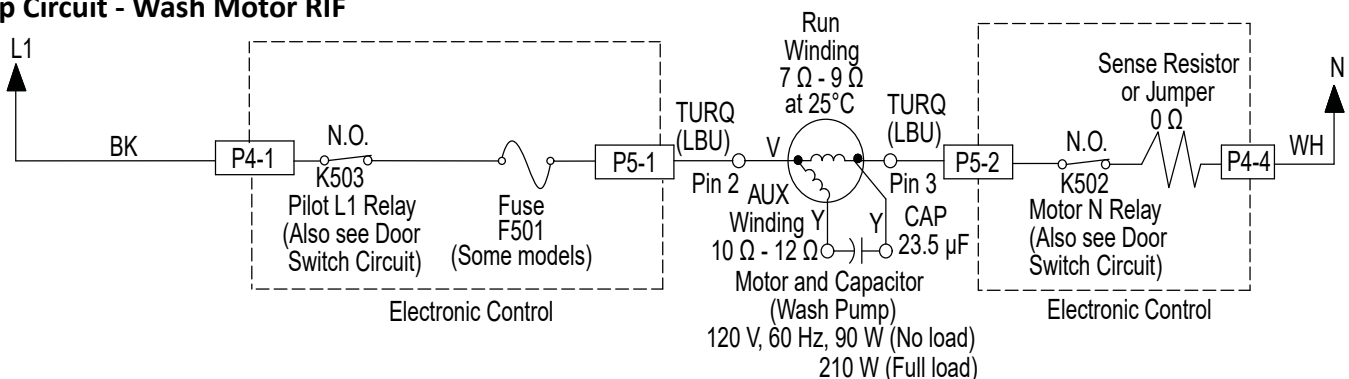 p Circuit - Wash Motor RIF
L1
BK
P4-1
N.O.
K503
Pilot L1 Relay
(Also see Door
Switch Circuit)
Fuse
F501
(Some models)
P5-1
Electronic Control
TURQ
(LBU)
Pin 2
V
Run
Winding
7 Ω - 9 Ω
at 25°C
AUX
Winding
10 Ω - 12 Ω
Y
Y
CAP
23.5 µF
Motor and Capacitor
(Wash Pump)
120 V, 60 Hz, 90 W (No load)
210 W (Full load)
TURQ
(LBU)
Pin 3
P5-2
N.O.
K502
Motor N Relay
(Also see Door
Switch Circuit)
Sense Resistor
or Jumper
0 Ω
P4-4
Electronic Control
WH
N